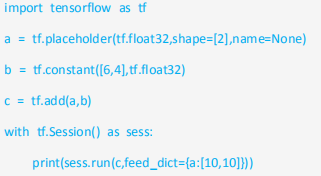 import tensorflow as tf
a = tf.placeholder(tf.float32,shape=[2],name=None)
b = tf.constant([6,4],tf.float32)
c = tf.add(a,b)
with tf.Session() as sess:
    print(sess.run(c,feed_dict={a:[10,10]}))